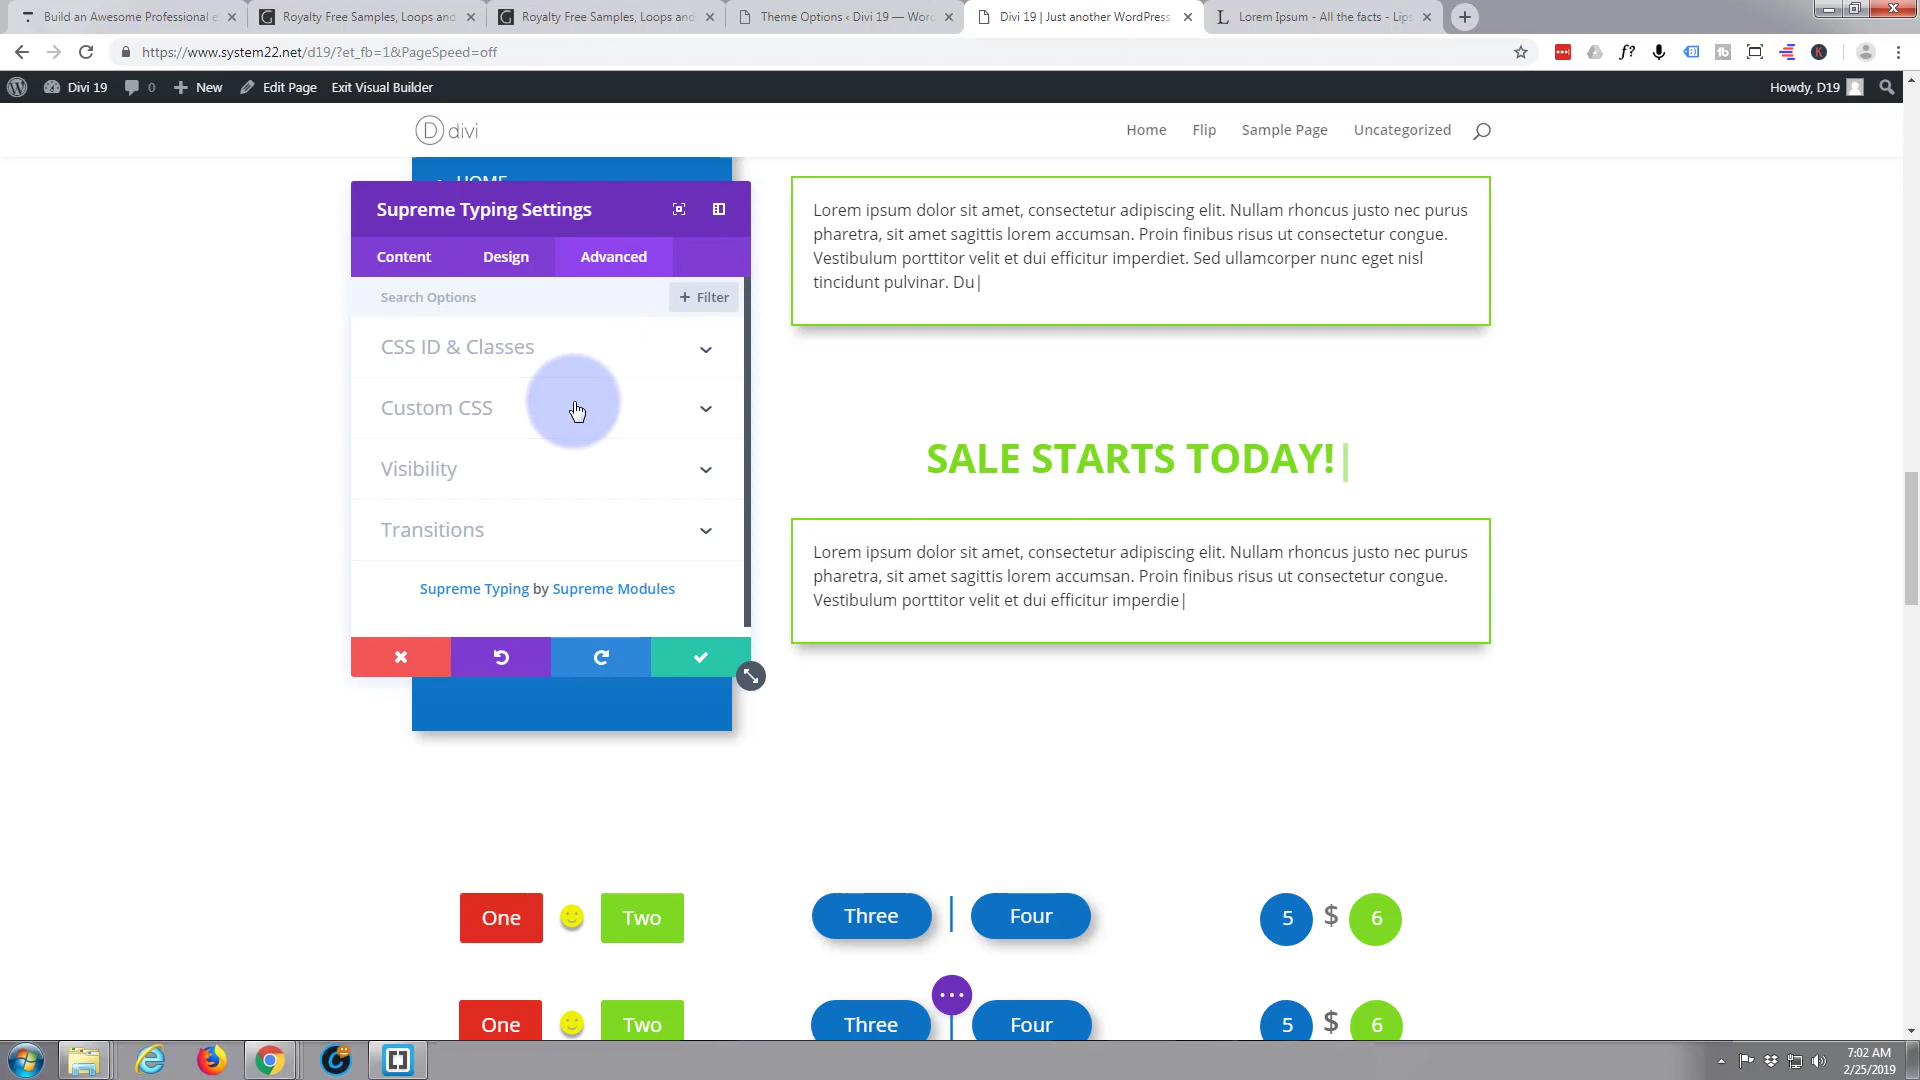 Build an Awesome Professional e
Royalty Free Samples, Loops and
Royalty Free Samples, Loops and
Theme Options ‹ Divi 19 — Wor
Divi 19 | Just another WordPress
Lorem Ipsum - All the facts - Lips
https://www.system22.net/d19/?et_fb=1&PageSpeed=off
Divi 19
0
New
Edit Page
Exit Visual Builder
Howdy, D19
divi
Home
Flip
Sample Page
Uncategorized
Supreme Typing Settings
Content
Design
Advanced
Search Options
+ Filter
CSS ID & Classes
Custom CSS
Visibility
Transitions
Supreme Typing by Supreme Modules
Lorem ipsum dolor sit amet, consectetur adipiscing elit. Nullam rhoncus justo nec purus
pharetra, sit amet sagittis lorem accumsan. Proin finibus risus ut consectetur congue.
Vestibulum porttitor velit et dui efficitur imperdiet. Sed ullamcorper nunc eget nisl
tincidunt pulvinar. Du|
SALE STARTS TODAY!|
Lorem ipsum dolor sit amet, consectetur adipiscing elit. Nullam rhoncus justo nec purus
pharetra, sit amet sagittis lorem accumsan. Proin finibus risus ut consectetur congue.
Vestibulum porttitor velit et dui efficitur imperdie|
One
Two
Three
Four
5
$
6
One
Two
Three
Four
5
$
6
7:02 AM
2/25/2019